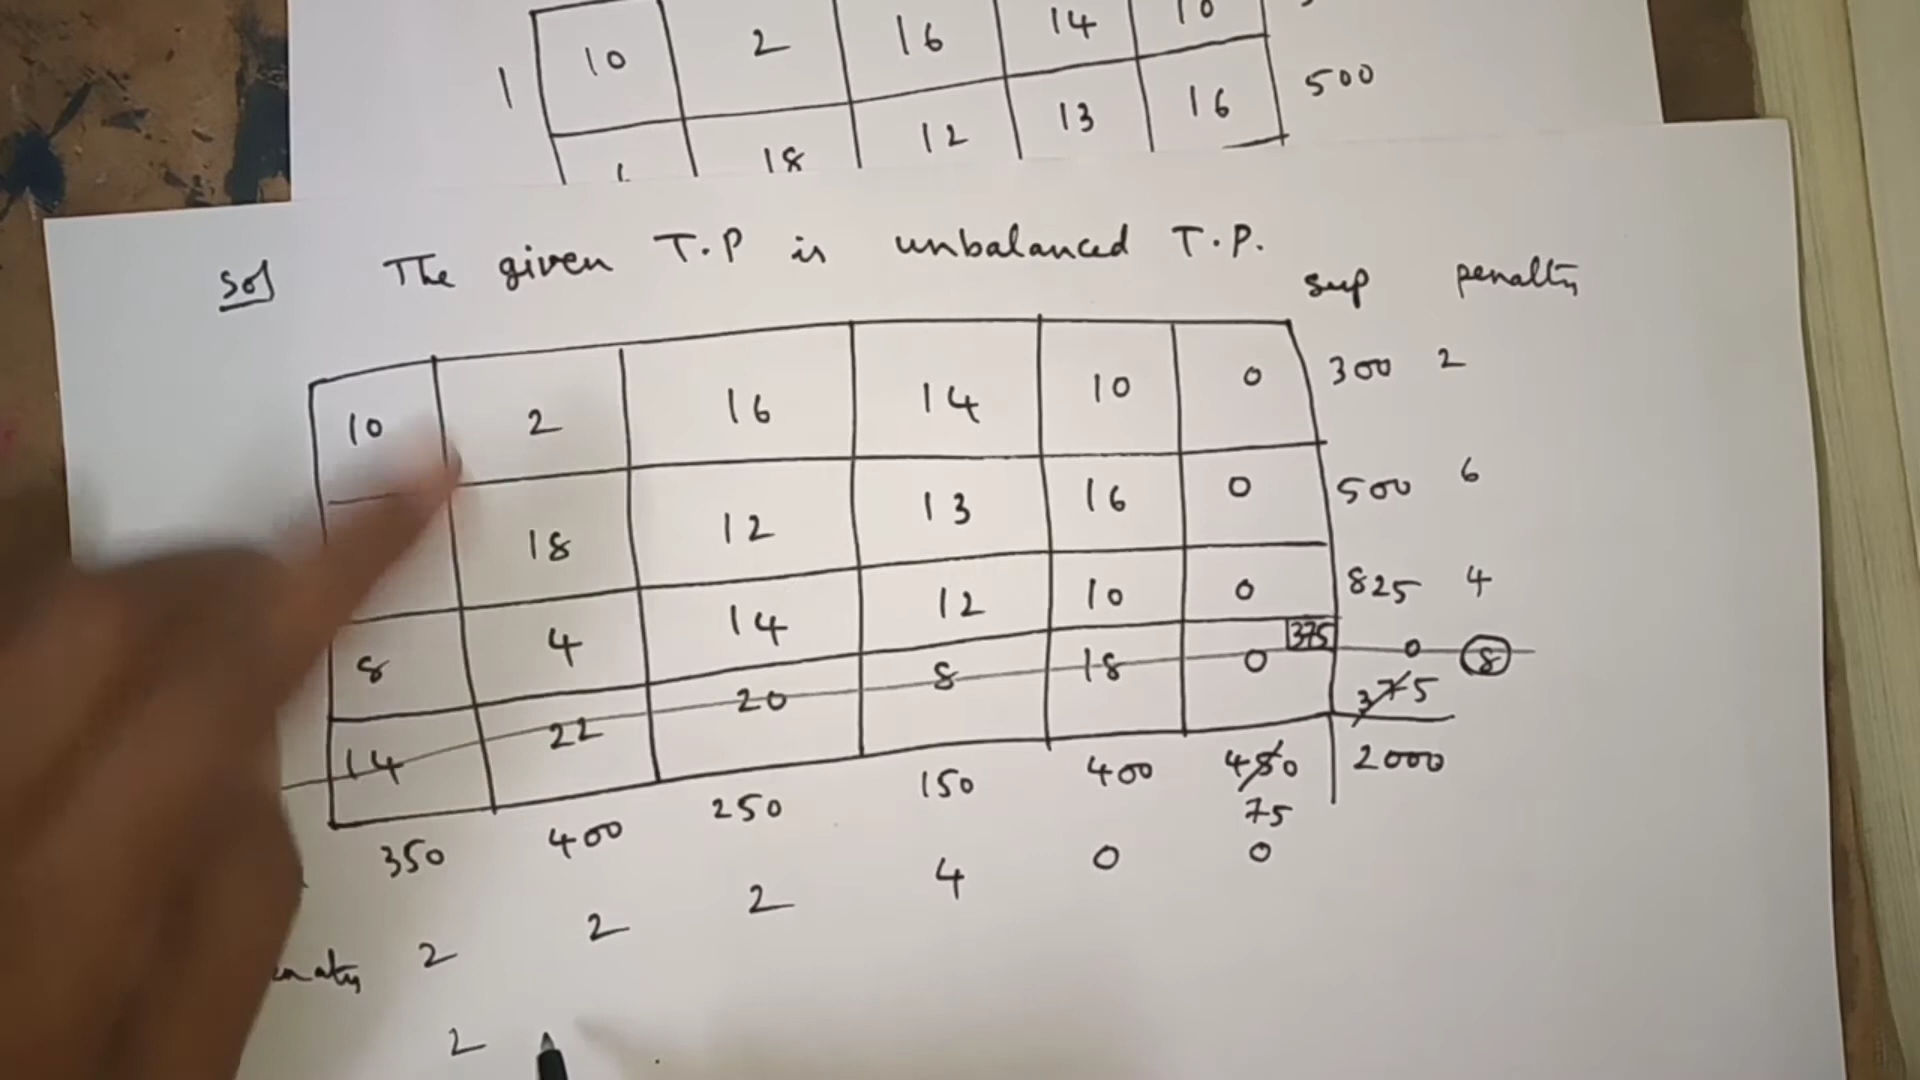 10 2 16 14 10
1 500
18 12 13 16
Sol The given T.P is unbalanced T.P.
sup penalty
10 2 16 14 10 0 300 2
18 12 13 16 0 500 6
8 4 14 12 10 0 825 4
14 22 20 8 18 0 375 0 8
375
350 400 250 150 400 450 2000
75
2 2 2 4 0 0
2